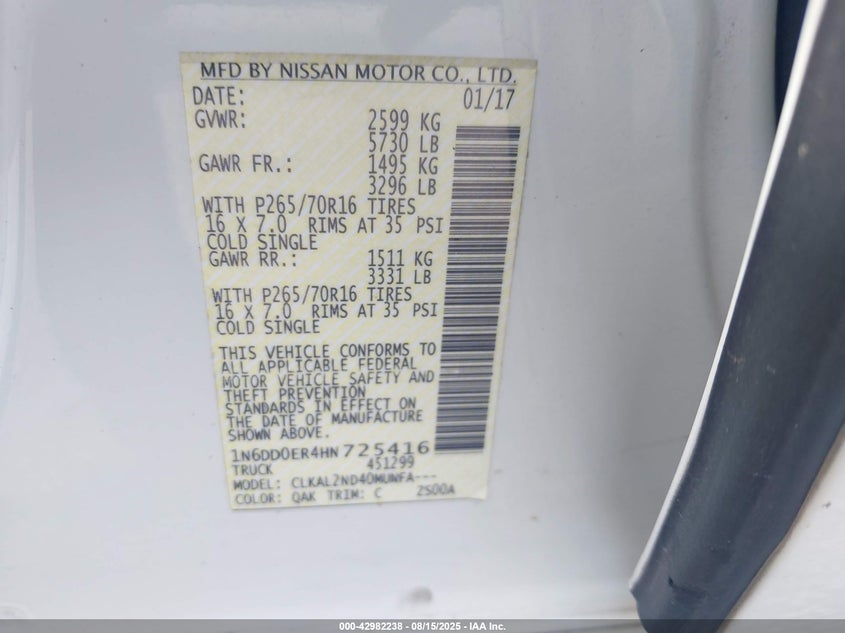 MFD BY NISSAN MOTOR CO., LTD.
DATE: 01/17
GVWR: 2599 KG
5730 LB
GAWR FR.: 1495 KG
3296 LB
WITH P265/70R16 TIRES
16 X 7.0 RIMS AT 35 PSI
COLD SINGLE
GAWR RR.: 1511 KG
3331 LB
WITH P265/70R16 TIRES
16 X 7.0 RIMS AT 35 PSI
COLD SINGLE
THIS VEHICLE CONFORMS TO
ALL APPLICABLE FEDERAL
MOTOR VEHICLE SAFETY AND
THEFT PREVENTION
STANDARDS IN EFFECT ON
THE DATE OF MANUFACTURE
SHOWN ABOVE.
1N6DD0ER4HN725416
TRUCK 451299
MODEL: CLKAL2ND40MUWFA---
COLOR: QAK TRIM: C 2S00A
000-42982238 - 08/15/2025 - IAA Inc.